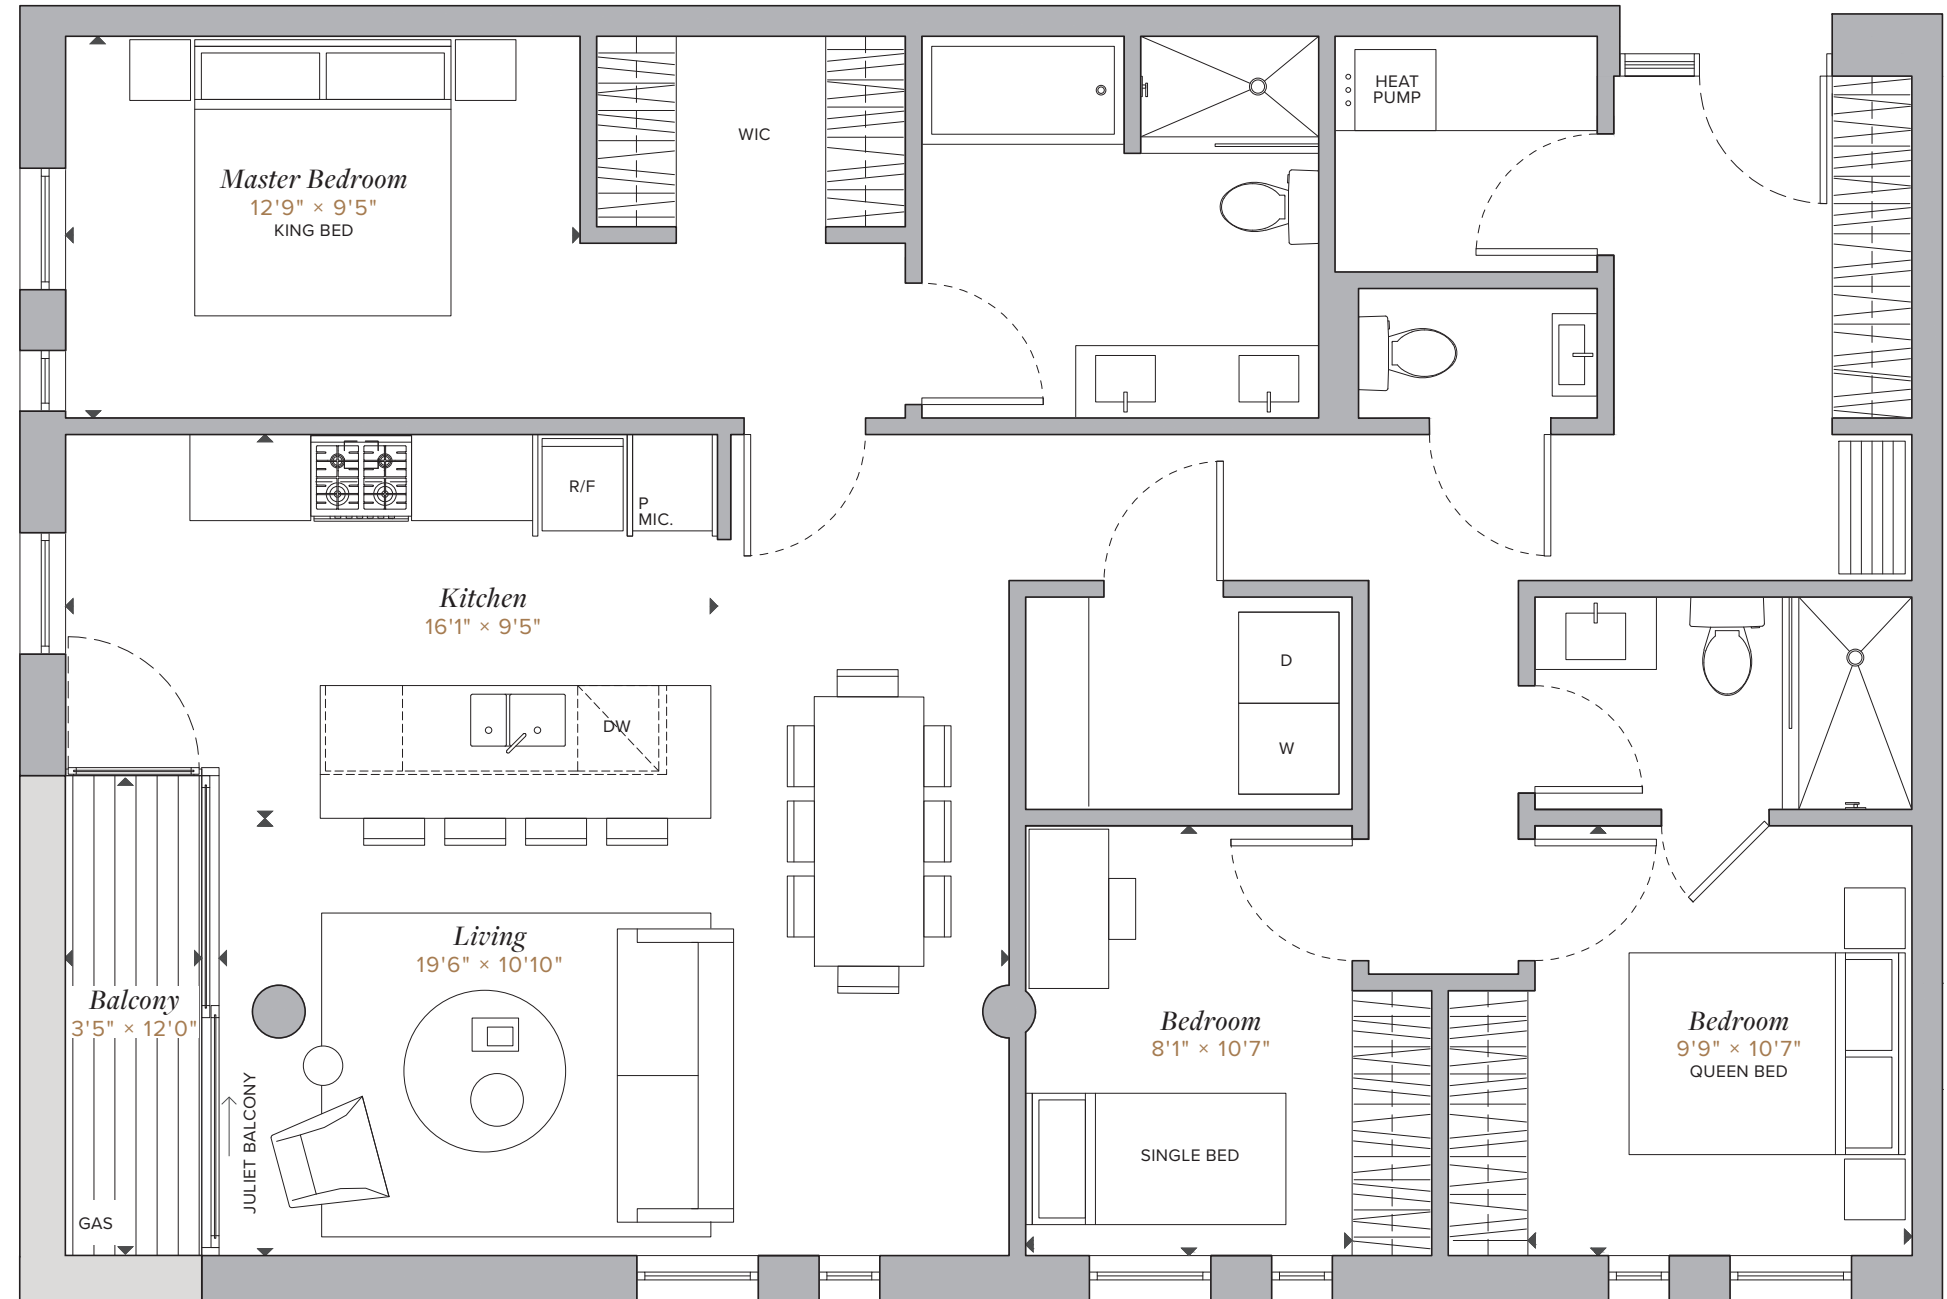 HEAT
PUMP
WIC
Master Bedroom
12'9" × 9'5"
KING BED
R/F
P
MIC.
Kitchen
16'1" × 9'5"
DW
D
W
Living
19'6" × 10'10"
Balcony
3'5" × 12'0"
JULIET BALCONY
GAS
Bedroom
8'1" × 10'7"
SINGLE BED
Bedroom
9'9" × 10'7"
QUEEN BED